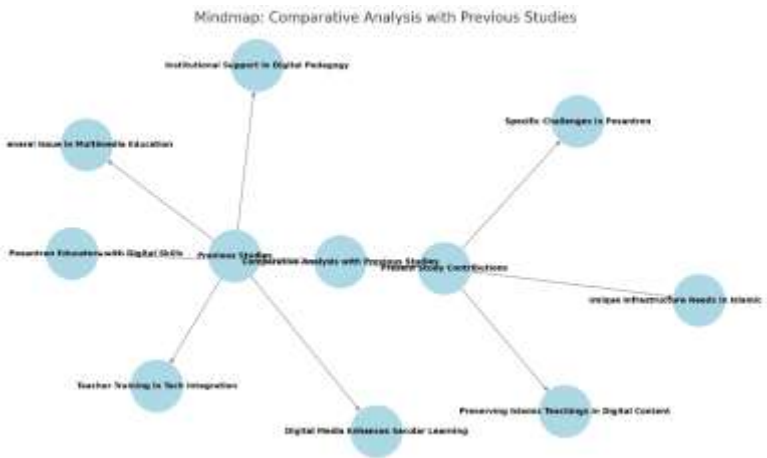 Mindmap: Comparative Analysis with Previous Studies
Institutional Support in Digital Pedagogy
Specific Challenges in Pesantren
eneral Issue in Multimedia Education
Pesantren Educators with Digital Skills
Previous Studies
Comparative Analysis with Previous Studies
Present Study Contributions
Unique Infrastructure Needs in Islamic
Teacher Training in Tech Integration
Preserving Islamic Teachings in Digital Content
Digital Media Enhances Secular Learning